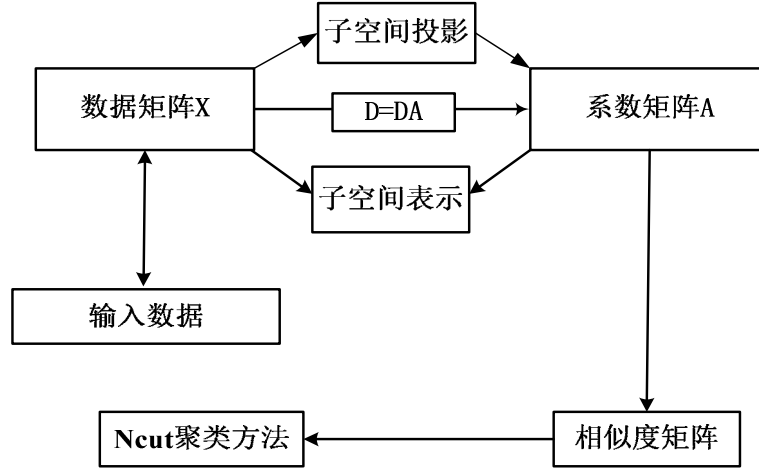 子空间投影
数据矩阵X
D=DA
系数矩阵A
子空间表示
输入数据
Ncut聚类方法
相似度矩阵